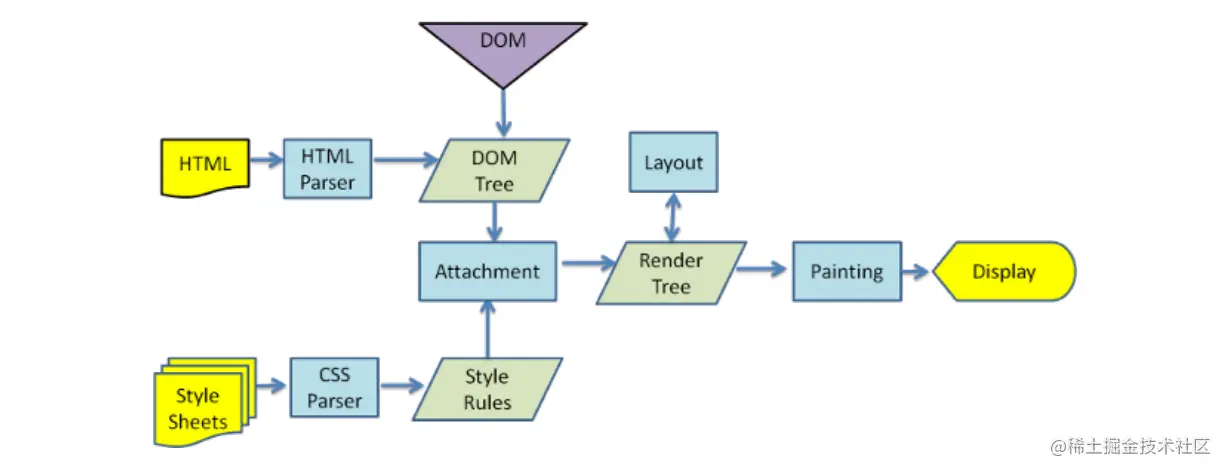 DOM
HTML
HTML
Parser
DOM
Tree
Layout
Attachment
Render
Tree
Painting
Display
Style
Sheets
CSS
Parser
Style
Rules
@稀土掘金技术社区